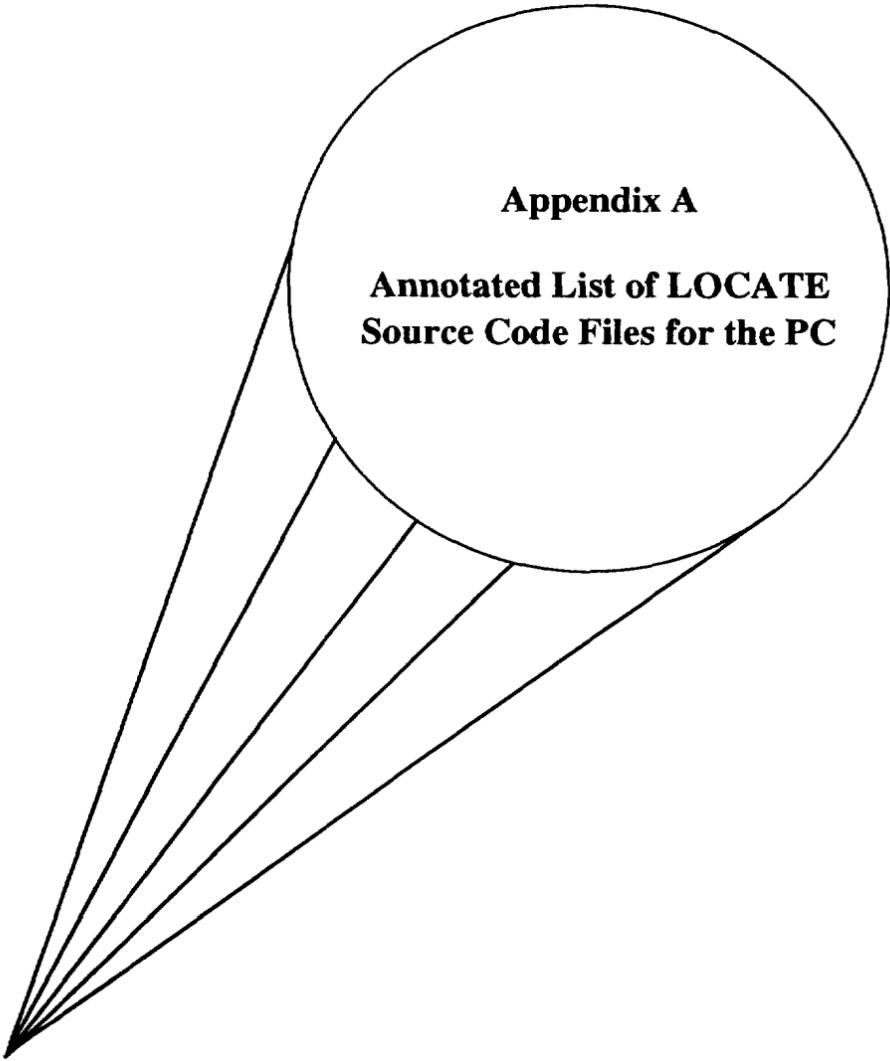 Appendix A
Annotated List of LOCATE
Source Code Files for the PC